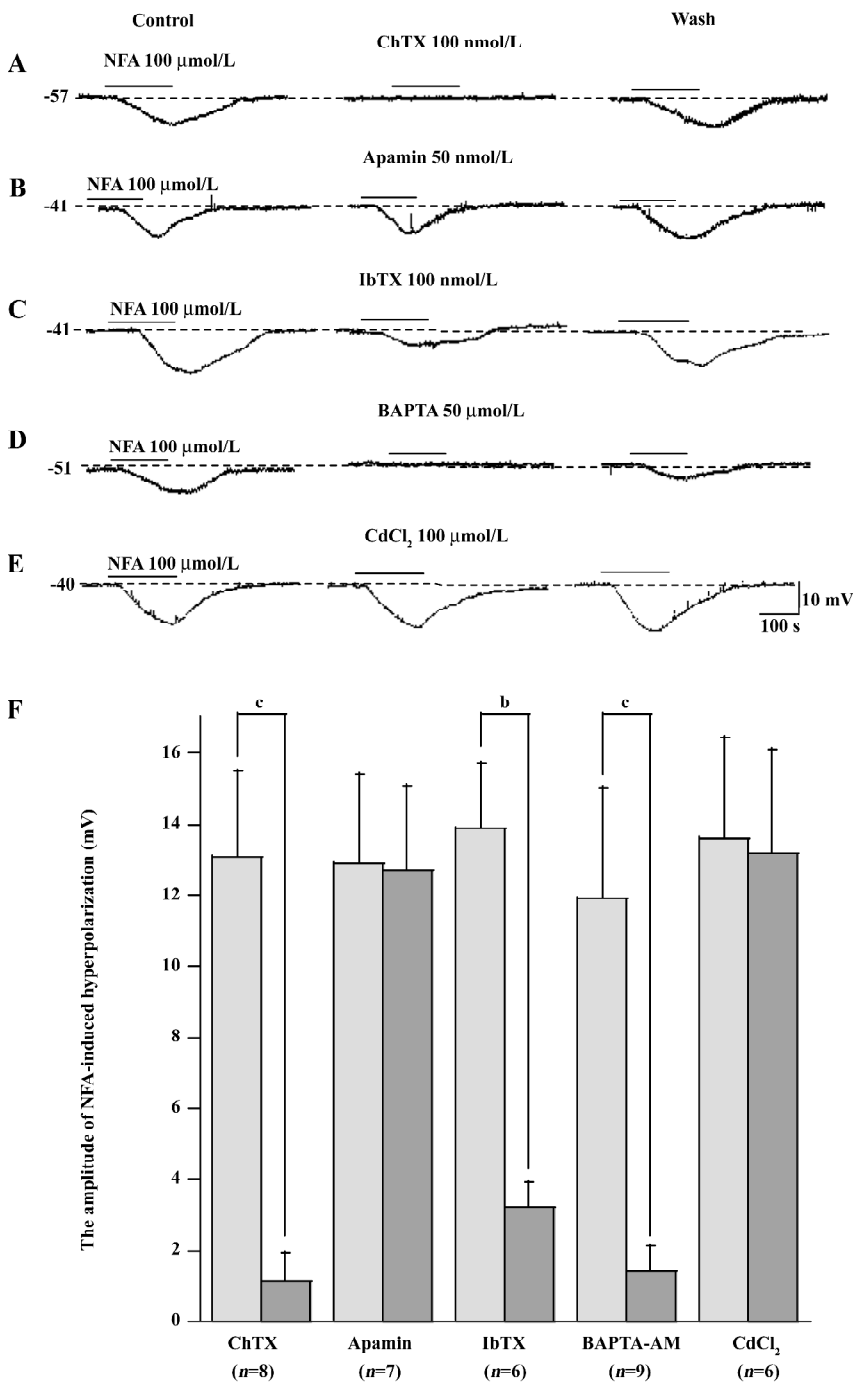 Control
Wash
ChTX 100 nmol/L
A
NFA 100 μmol/L
-57
Apamin 50 nmol/L
B
NFA 100 μmol/L
-41
IbTX 100 nmol/L
C
NFA 100 μmol/L
-41
BAPTA 50 μmol/L
D
NFA 100 μmol/L
-51
CdCl2 100 μmol/L
E
NFA 100 μmol/L
-40
10 mV
100 s
F
c
b
c
The amplitude of NFA-induced hyperpolarization (mV)
16
14
12
10
8
6
4
2
0
ChTX Apamin IbTX BAPTA-AM CdCl2
(n=8) (n=7) (n=6) (n=9) (n=6)